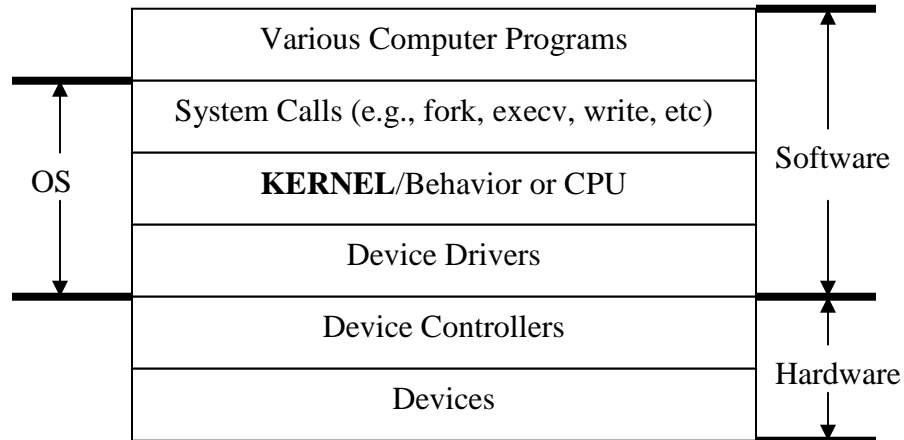 Various Computer Programs
System Calls (e.g., fork, execv, write, etc)
OS
KERNEL/Behavior or CPU
Software
Device Drivers
Device Controllers
Hardware
Devices